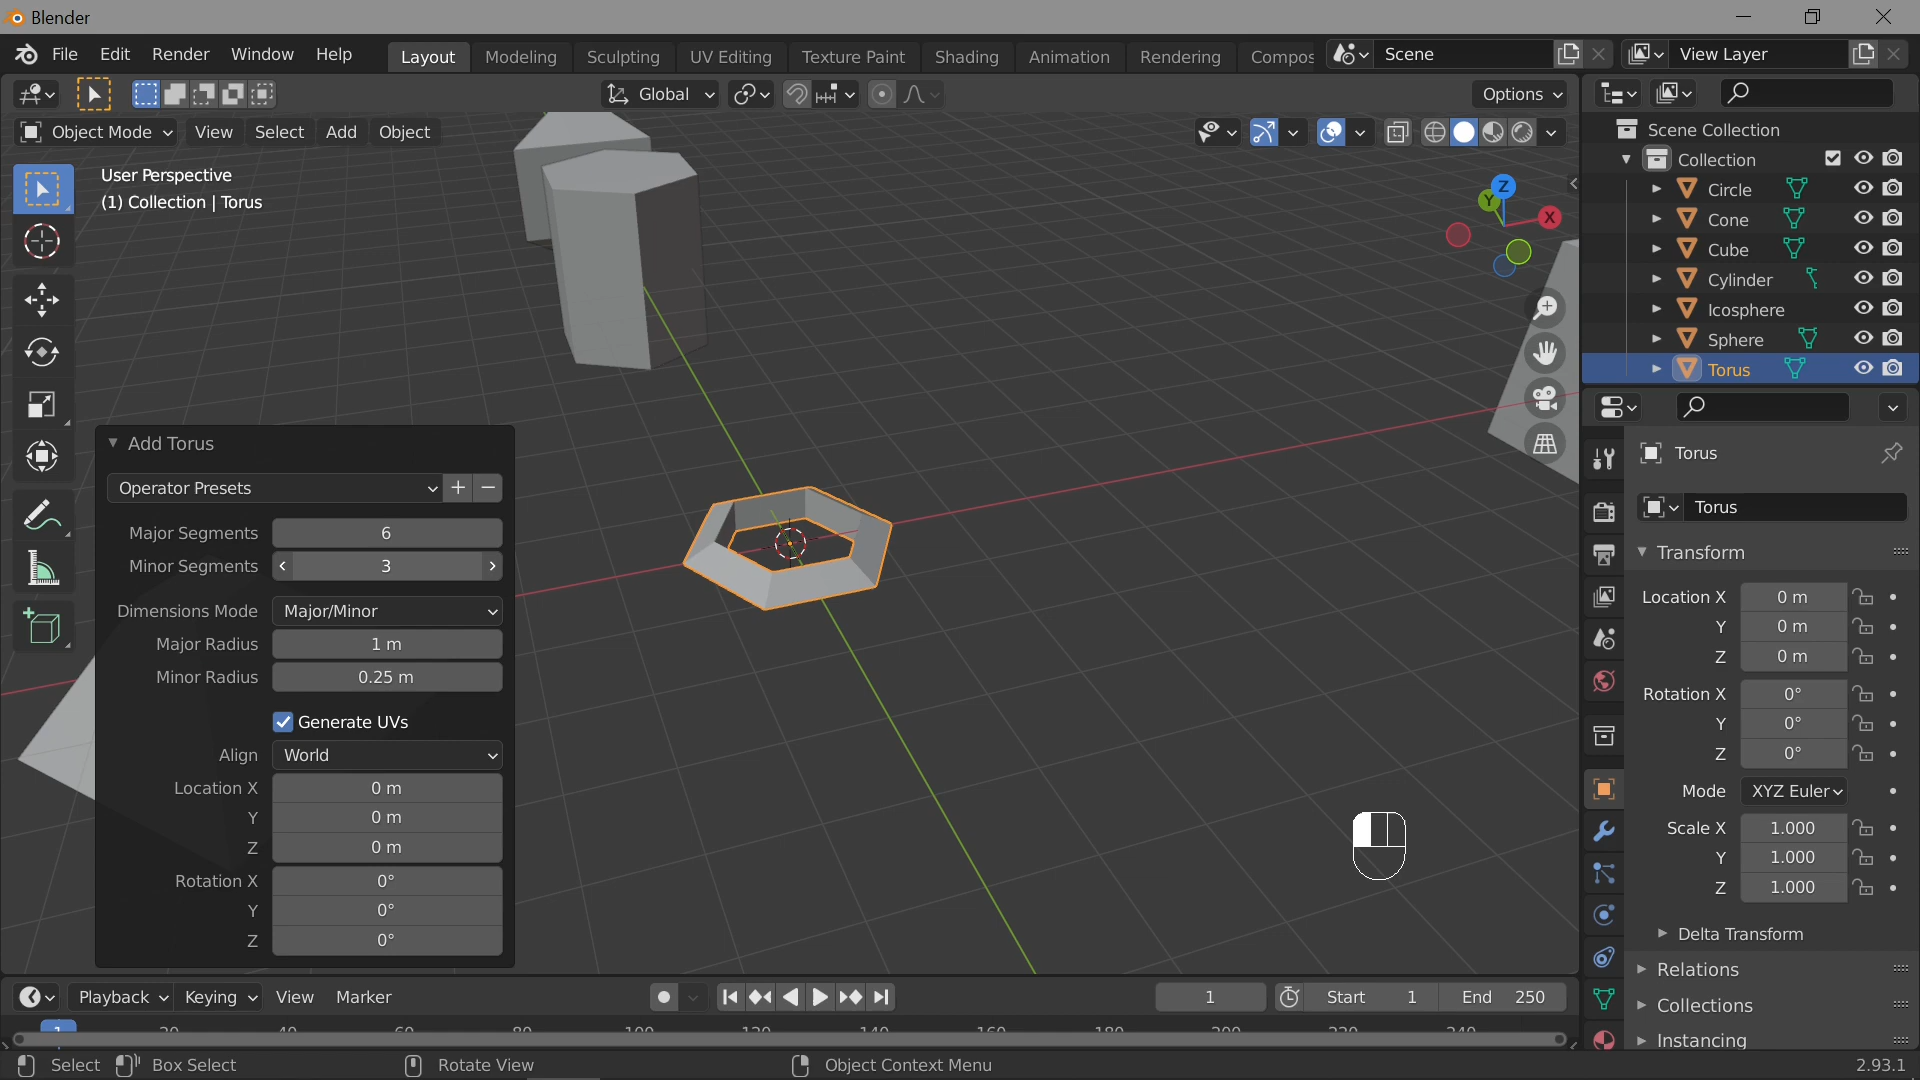 Blender
File Edit Render Window Help Layout Modeling Sculpting UV Editing Texture Paint Shading Animation Rendering Compos Scene View Layer
Global Options
Object Mode View Select Add Object
User Perspective
(1) Collection | Torus
Z
Y
X
Scene Collection
Collection
Circle
Cone
Cube
Cylinder
Icosphere
Sphere
Torus
Add Torus
Operator Presets
Major Segments 6
Minor Segments 3
Dimensions Mode Major/Minor
Major Radius 1 m
Minor Radius 0.25 m
Generate UVs
Align World
Location X 0 m
Y 0 m
Z 0 m
Rotation X 0°
Y 0°
Z 0°
Torus
Torus
Transform
Location X 0 m
Y 0 m
Z 0 m
Rotation X 0°
Y 0°
Z 0°
Mode XYZ Euler
Scale X 1.000
Y 1.000
Z 1.000
Delta Transform
Relations
Collections
Instancing
Playback Keying View Marker 1 Start 1 End 250
1 20 40 60 80 100 120 140 160 180 200 220 240
Select Box Select Rotate View Object Context Menu 2.93.1